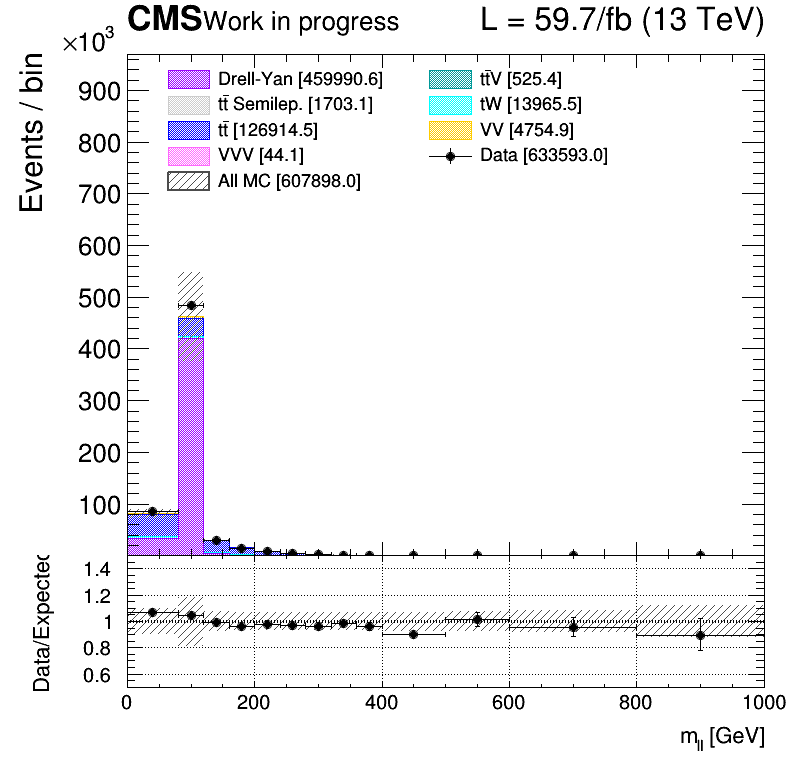 CMS Work in progress L = 59.7/fb (13 TeV)
×10³
Events / bin
Drell-Yan [459990.6]
tt̄ Semilep. [1703.1]
tt̄ [126914.5]
VVV [44.1]
All MC [607898.0]
tt̄V [525.4]
tW [13965.5]
VV [4754.9]
Data [633593.0]
900
800
700
600
500
400
300
200
100
Data/Expected
1.4
1.2
1
0.8
0.6
0 200 400 600 800 1000
m_ll [GeV]